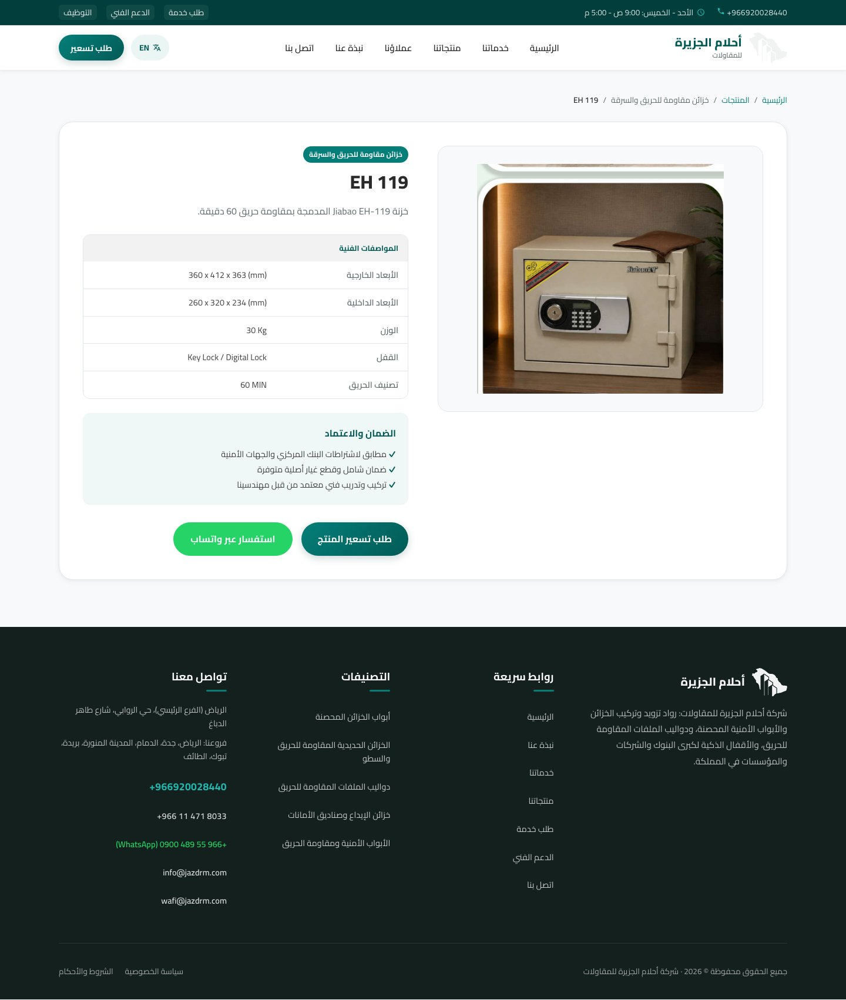 966920028440+
الأحد - الخميس: 9:00 ص - 5:00 م
طلب خدمة
الدعم الفني
التوظيف
أحلام الجزيرة
للمقاولات
الرئيسية
خدماتنا
منتجاتنا
عملاؤنا
نبذة عنا
اتصل بنا
EN
طلب تسعير
الرئيسية / المنتجات / خزائن مقاومة للحريق والسرقة / EH 119
Jiabao
خزائن مقاومة للحريق والسرقة
EH 119
خزنة Jiabao EH-119 المدمجة بمقاومة حريق 60 دقيقة.
المواصفات الفنية
الأبعاد الخارجية 360 x 412 x 363 (mm)
الأبعاد الداخلية 260 x 320 x 234 (mm)
الوزن 30 Kg
القفل Key Lock / Digital Lock
تصنيف الحريق 60 MIN
الضمان والاعتماد
✓ مطابق لاشتراطات البنك المركزي والجهات الأمنية
✓ ضمان شامل وقطع غيار أصلية متوفرة
✓ تركيب وتدريب فني معتمد من قبل مهندسينا
طلب تسعير المنتج
استفسار عبر واتساب
أحلام الجزيرة
شركة أحلام الجزيرة للمقاولات: رواد تزويد وتركيب الخزائن
والأبواب الأمنية المحصنة، ودواليب الملفات المقاومة
للحريق، والأقفال الذكية لكبرى البنوك والشركات
والمؤسسات في المملكة.
روابط سريعة
الرئيسية
نبذة عنا
خدماتنا
منتجاتنا
طلب خدمة
الدعم الفني
اتصل بنا
التصنيفات
أبواب الخزائن المحصنة
الخزائن الحديدية المقاومة للحريق
والسطو
دواليب الملفات المقاومة للحريق
خزائن الإيداع وصناديق الأمانات
الأبواب الأمنية ومقاومة الحريق
تواصل معنا
الرياض (الفرع الرئيسي)، حي الروابي، شارع طاهر
الدباغ
فروعنا: الرياض، جدة، الدمام، المدينة المنورة، بريدة،
تبوك، الطائف
+966920028440
+966 11 471 8033
(WhatsApp) 0900 489 55 966+
info@jazdrm.com
wafi@jazdrm.com
جميع الحقوق محفوظة © 2026 · شركة أحلام الجزيرة للمقاولات
سياسة الخصوصية
الشروط والأحكام